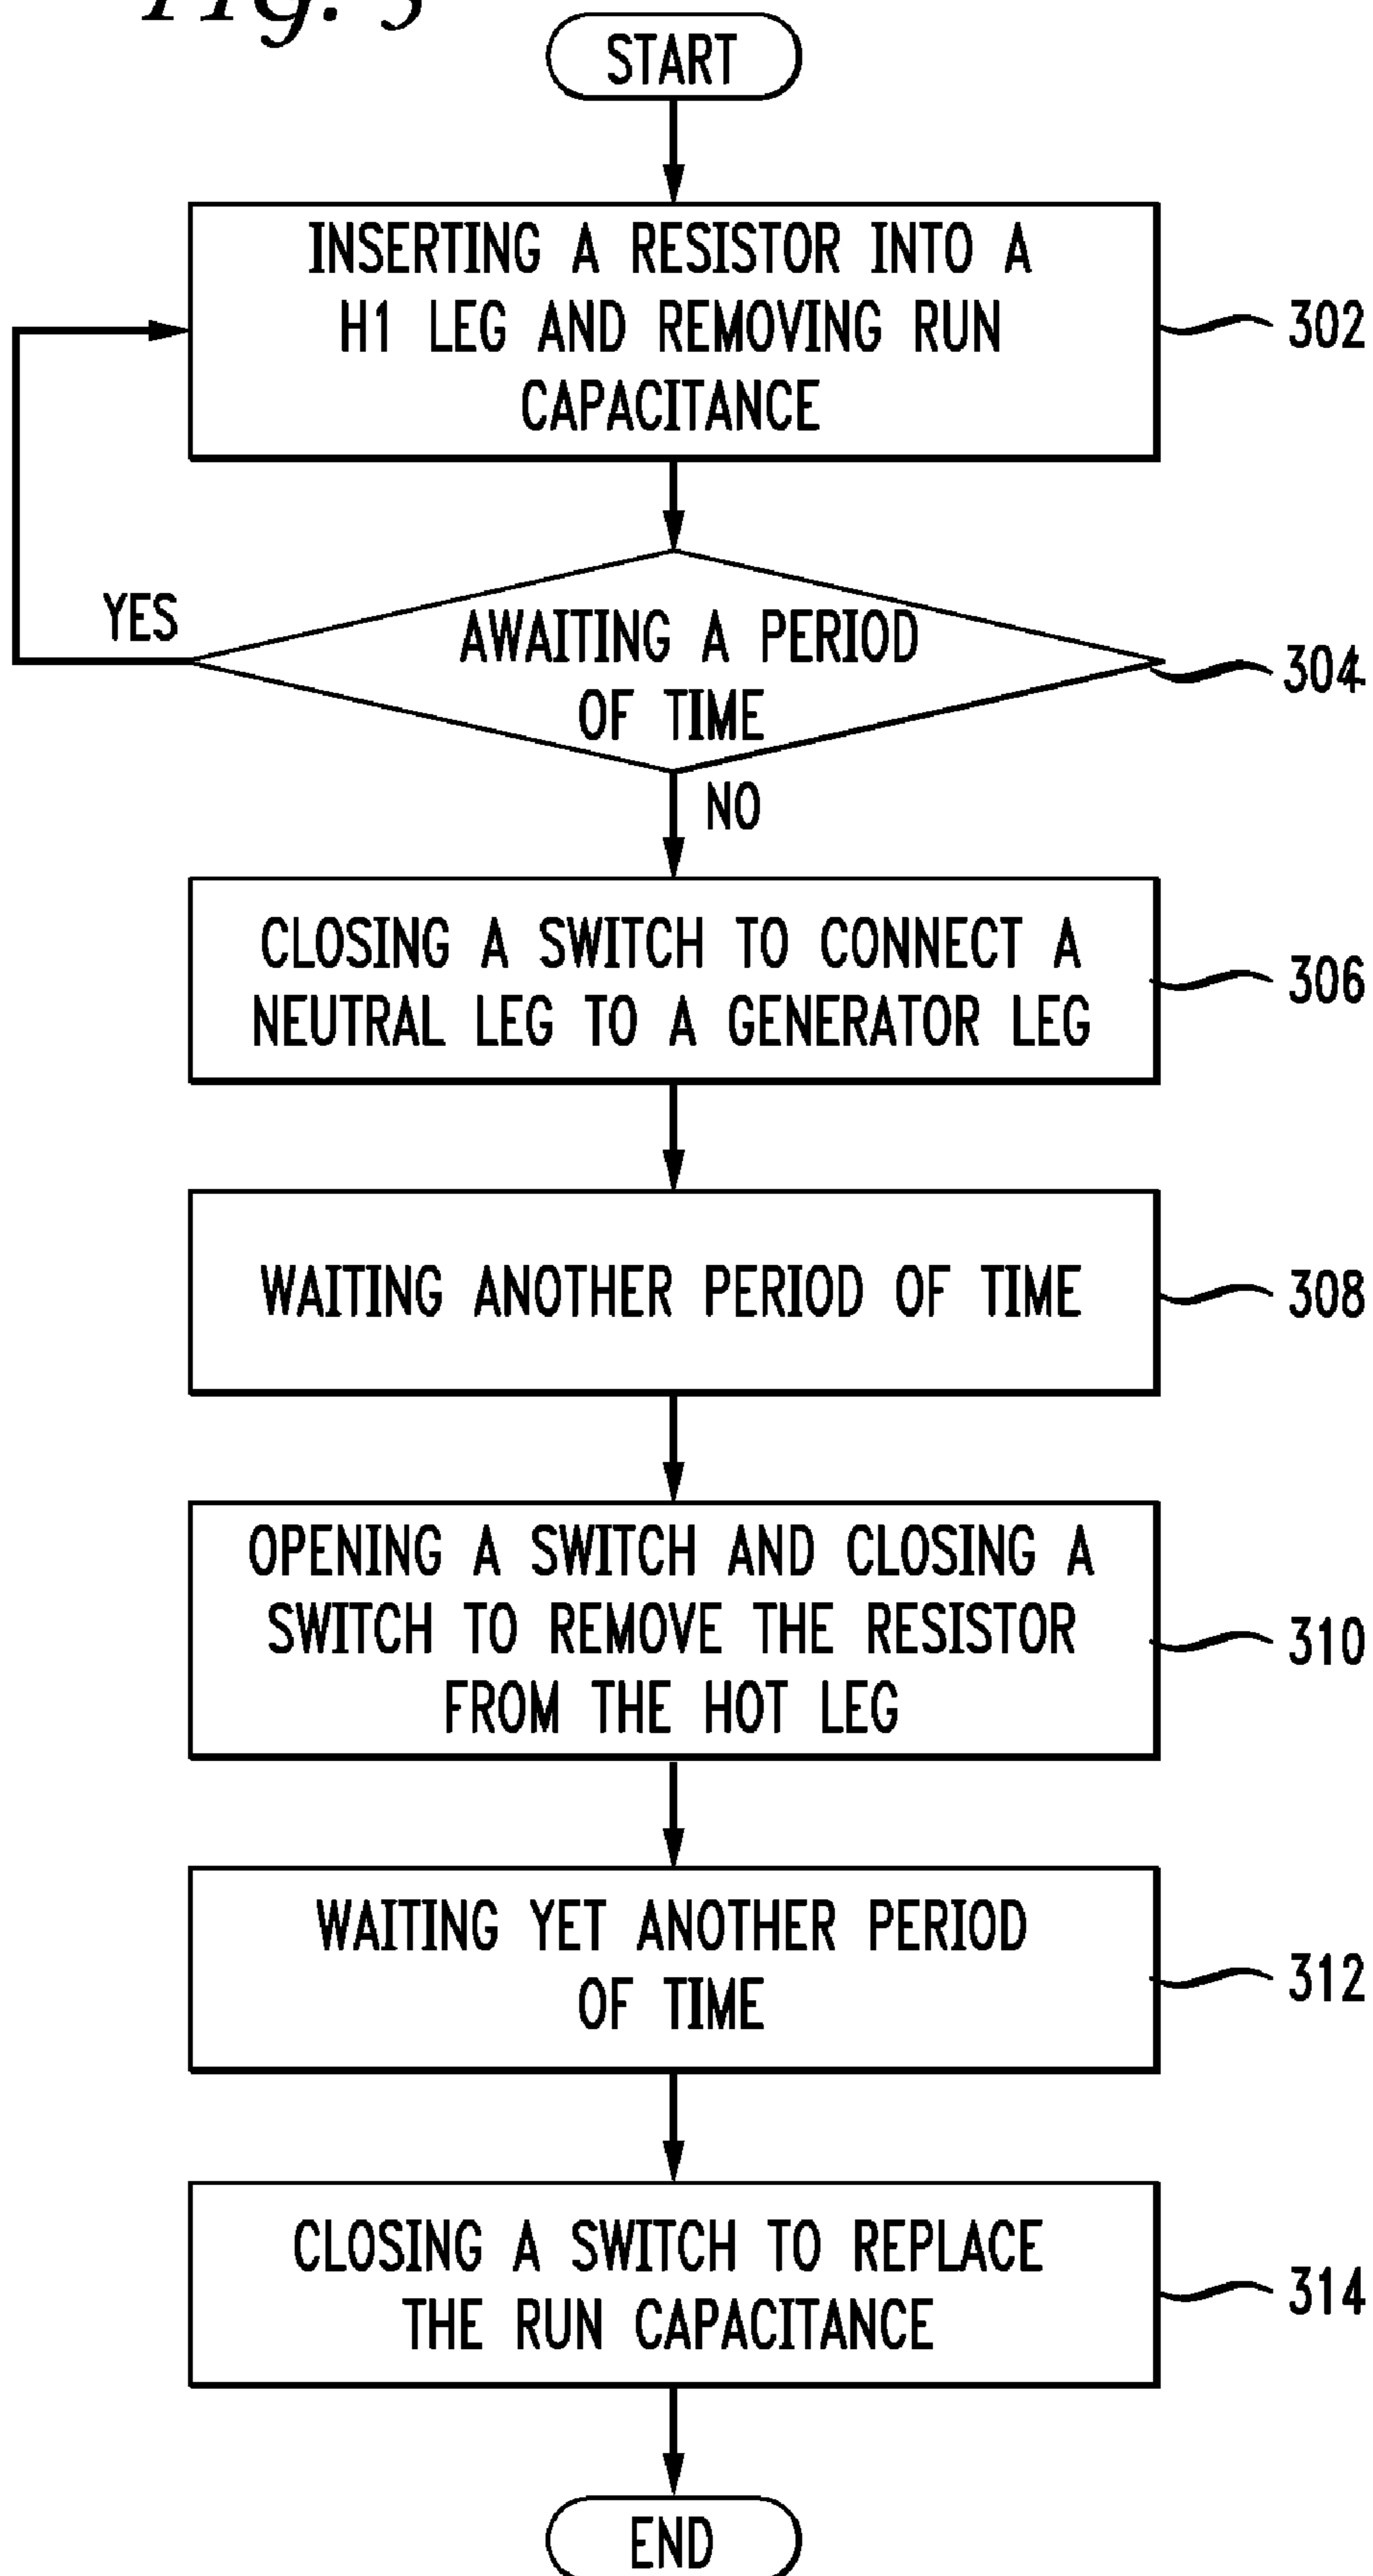 FIG. 3
START
INSERTING A RESISTOR INTO A
H1 LEG AND REMOVING RUN
CAPACITANCE
302
YES
AWAITING A PERIOD
OF TIME
304
NO
CLOSING A SWITCH TO CONNECT A
NEUTRAL LEG TO A GENERATOR LEG
306
WAITING ANOTHER PERIOD OF TIME
308
OPENING A SWITCH AND CLOSING A
SWITCH TO REMOVE THE RESISTOR
FROM THE HOT LEG
310
WAITING YET ANOTHER PERIOD
OF TIME
312
CLOSING A SWITCH TO REPLACE
THE RUN CAPACITANCE
314
END